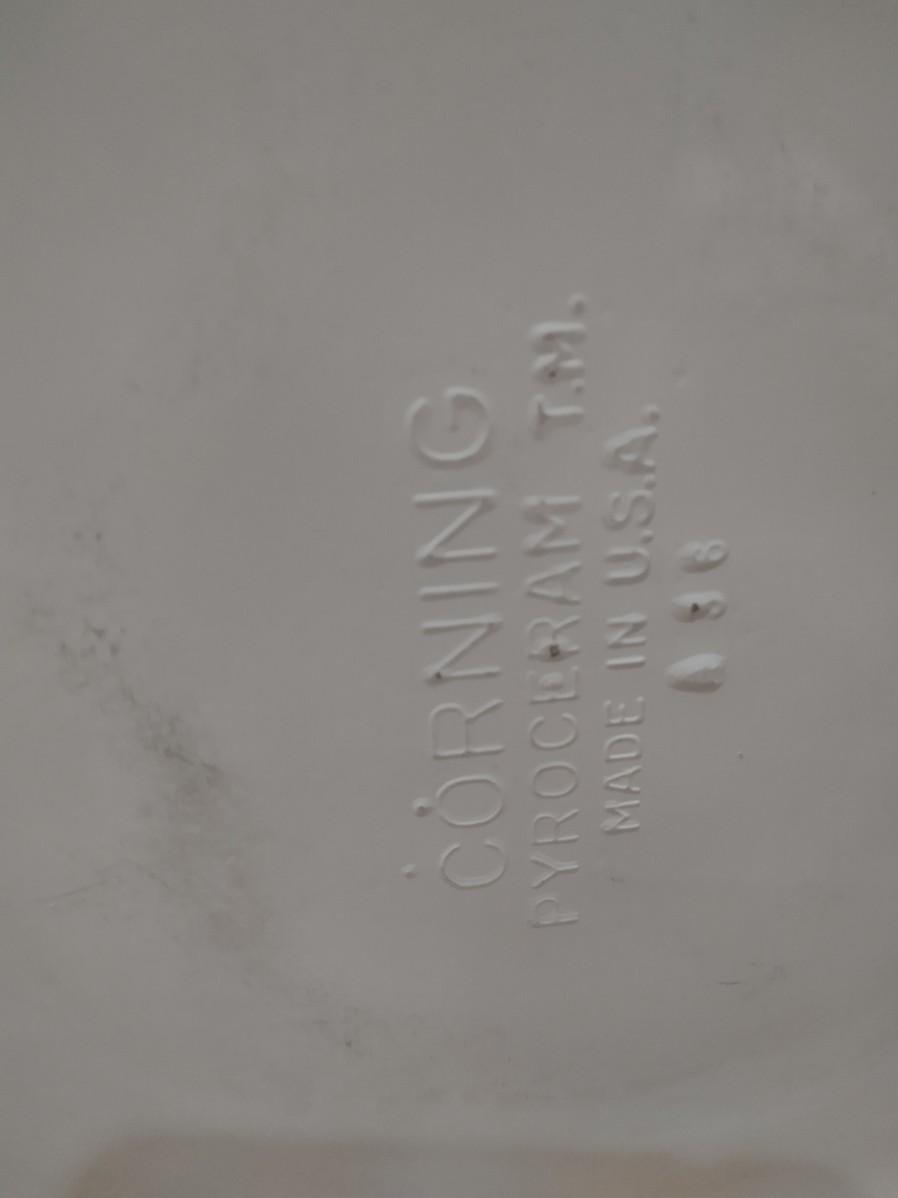 CORNING
PYROCERAM T.M.
MADE IN U.S.A.